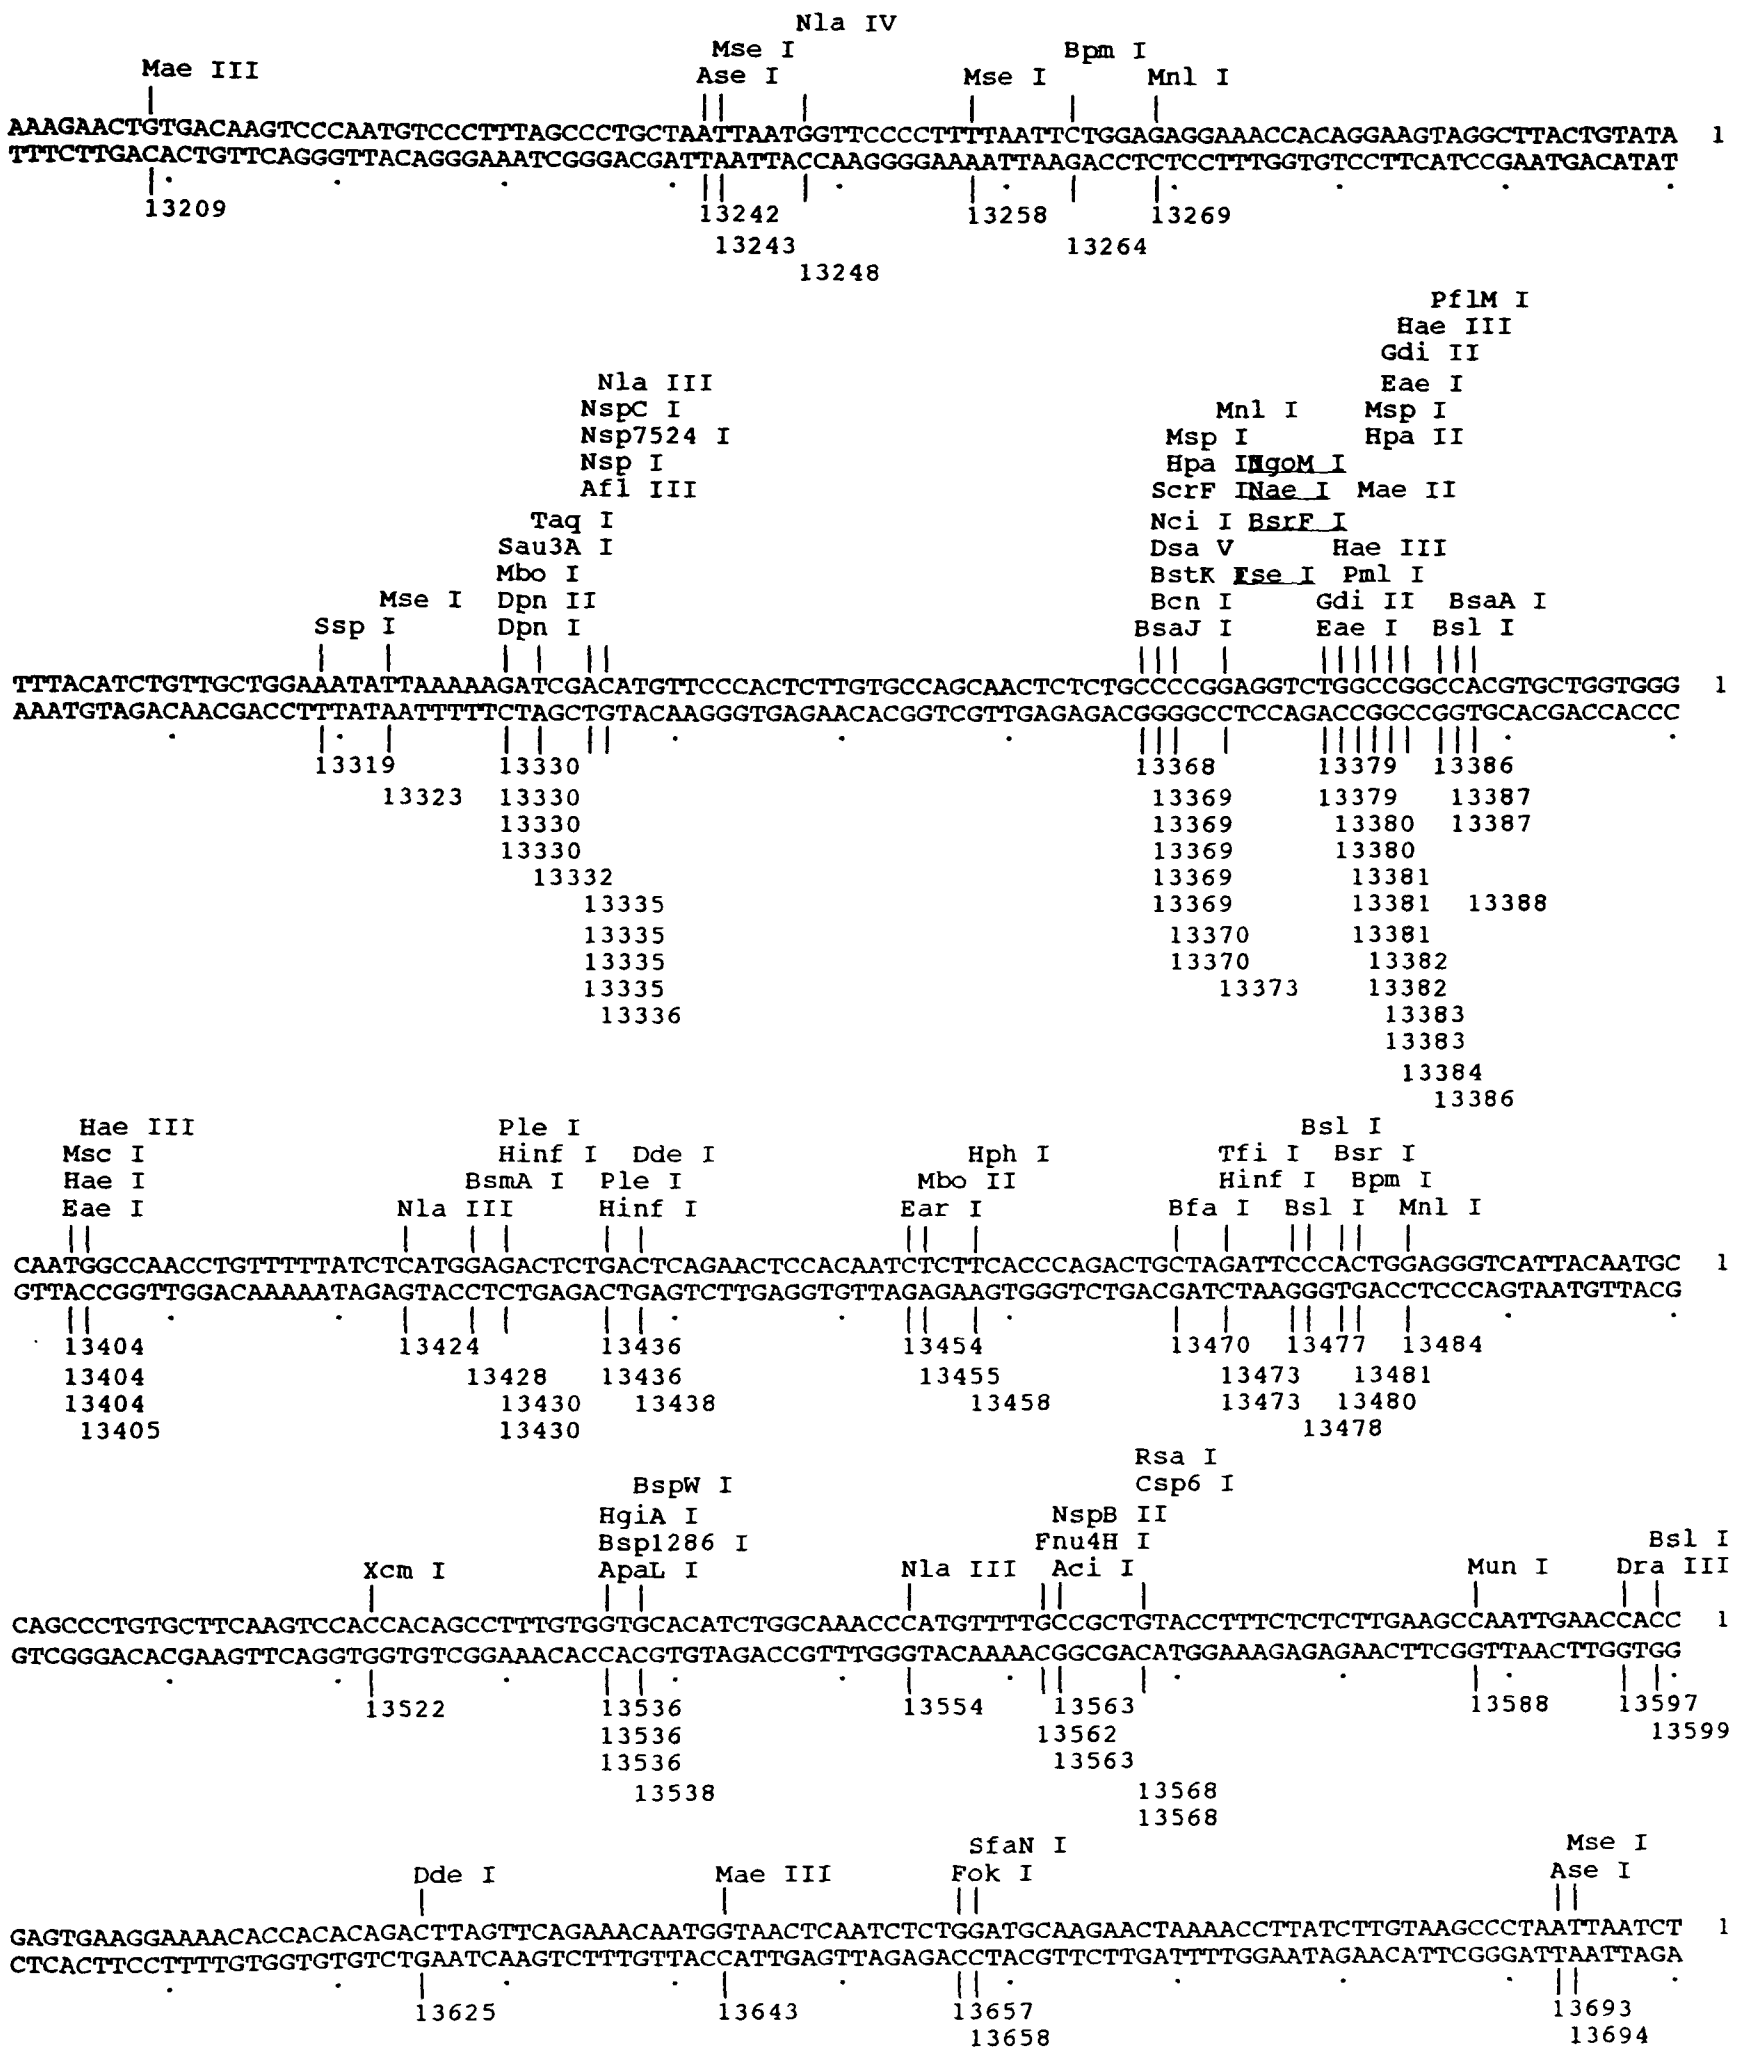 Nla IV
Mse I Bpm I
Mae III Ase I Mse I Mnl I
AAAGAACTGTGACAAGTCCCAATGTCCCTTTAGCCCTGCTAATTAATGGTTCCCCTTTTAATTCTGGAGAGGAAACCACAGGAAGTAGGCTTACTGTATA 1
TTTCTTGACACTGTTCAGGGTTACAGGGAAATCGGGACGATTAATTACCAAGGGGAAAATTAAGACCTCTCCTTTGGTGTCCTTCATCCGAATGACATAT
13209 13242 13258 13269
13243 13264
13248
PflM I
Hae III
Gdi II
Nla III Eae I
NspC I Mnl I Msp I
Nsp7524 I Msp I Hpa II
Nsp I Hpa II NgoM I
Afl III ScrF I Nae I Mae II
Taq I Nci I BsrF I
Sau3A I Dsa V Hae III
Mbo I BstK I Fse I Pml I
Mse I Dpn II Bcn I Gdi II BsaA I
Ssp I Dpn I BsaJ I Eae I Bsl I
TTTACATCTGTTGCTGGAAATATTAAAAAGATCGACATGTTCCCACTCTTGTGCCAGCAACTCTCTGCCCCGGAGGTCTGGCCGGCCACGTGCTGGTGGG 1
AAATGTAGACAACGACCTTTATAATTTTTCTAGCTGTACAAGGGTGAGAACACGGTCGTTGAGAGACGGGGCCTCCAGACCGGCCGGTGCACGACCACCC
13319 13330 13368 13379 13386
13323 13330 13369 13379 13387
13330 13369 13380 13387
13330 13369 13380
13332 13369 13381
13335 13369 13381 13388
13335 13370 13381
13335 13370 13382
13335 13373 13382
13336 13383
13383
13384
13386
Hae III Ple I Bsl I
Msc I Hinf I Dde I Hph I Tfi I Bsr I
Hae I BsmA I Ple I Mbo II Hinf I Bpm I
Eae I Nla III Hinf I Ear I Bfa I Bsl I Mnl I
CAATGGCCAACCTGTTTTTATCTCATGGAGACTCTGACTCAGAACTCCACAATCTCTTCACCCAGACTGCTAGATTCCCACTGGAGGGTCATTACAATGC 1
GTTACCGGTTGGACAAAAATAGAGTACCTCTGAGACTGAGTCTTGAGGTGTTAGAGAAGTGGGTCTGACGATCTAAGGGTGACCTCCCAGTAATGTTACG
13404 13424 13436 13454 13470 13477 13484
13404 13428 13436 13455 13473 13481
13404 13430 13438 13458 13473 13480
13405 13430 13478
Rsa I
BspW I Csp6 I
HgiA I NspB II
Bsp1286 I Fnu4H I Bsl I
Xcm I ApaL I Nla III Aci I Mun I Dra III
CAGCCCTGTGCTTCAAGTCCACCACAGCCTTTGTGGTGCACATCTGGCAAACCCATGTTTTGCCGCTGTACCTTTCTCTCTTGAAGCCAATTGAACCACC 1
GTCGGGACACGAAGTTCAGGTGGTGTCGGAAACACCACGTGTAGACCGTTTGGGTACAAAACGGCGACATGGAAAGAGAGAACTTCGGTTAACTTGGTGG
13522 13536 13554 13563 13588 13597
13536 13562 13599
13536 13563
13538 13568
13568
SfaN I Mse I
Dde I Mae III Fok I Ase I
GAGTGAAGGAAAACACCACACAGACTTAGTTCAGAAACAATGGTAACTCAATCTCTGGATGCAAGAACTAAAACCTTATCTTGTAAGCCCTAATTAATCT 1
CTCACTTCCTTTTGTGGTGTGTCTGAATCAAGTCTTTGTTACCATTGAGTTAGAGACCTACGTTCTTGATTTTGGAATAGAACATTCGGGATTAATTAGA
13625 13643 13657 13693
13658 13694